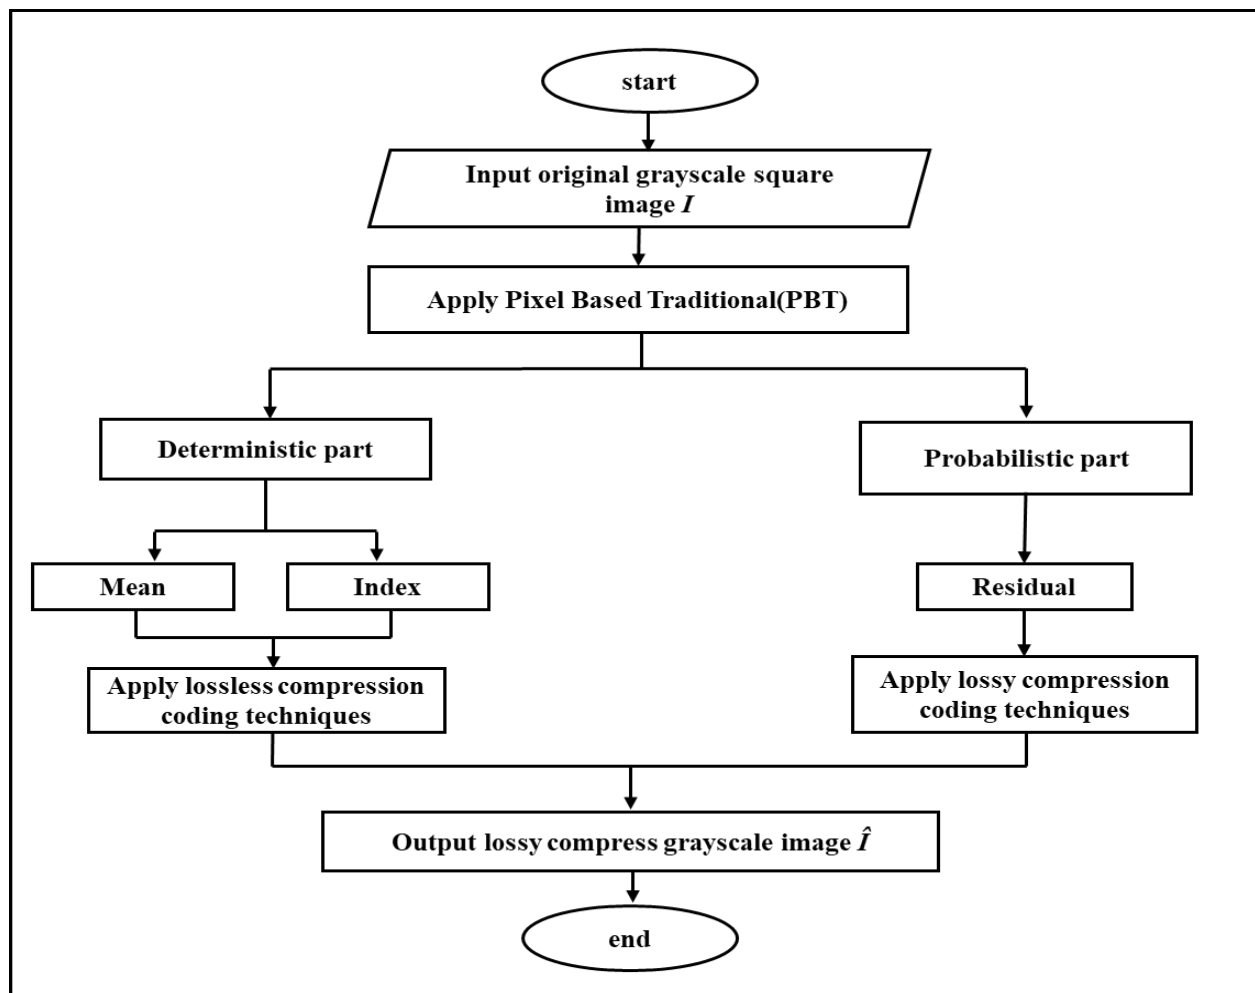 start
Input original grayscale square
image I
Apply Pixel Based Traditional(PBT)
Deterministic part
Probabilistic part
Mean
Index
Residual
Apply lossless compression
coding techniques
Apply lossy compression
coding techniques
Output lossy compress grayscale image Î
end